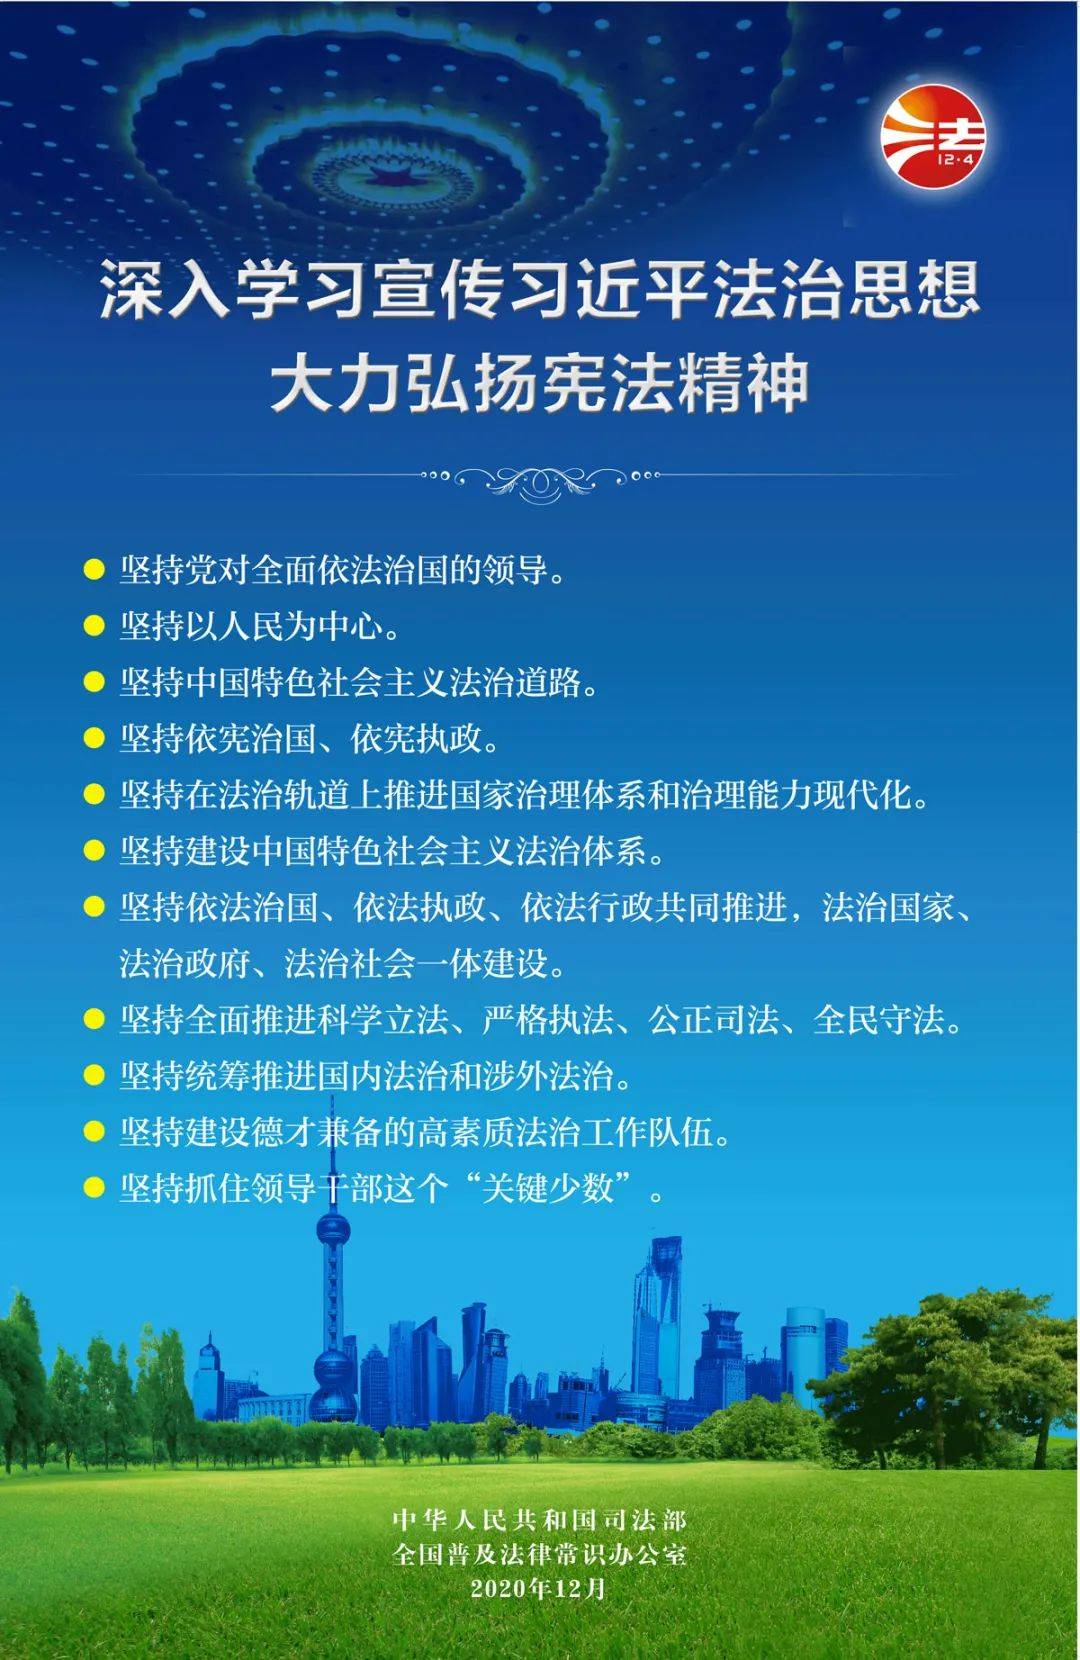 法
12·4
深入学习宣传习近平法治思想
大力弘扬宪法精神
坚持党对全面依法治国的领导。
坚持以人民为中心。
坚持中国特色社会主义法治道路。
坚持依宪治国、依宪执政。
坚持在法治轨道上推进国家治理体系和治理能力现代化。
坚持建设中国特色社会主义法治体系。
坚持依法治国、依法执政、依法行政共同推进，法治国家、
法治政府、法治社会一体建设。
坚持全面推进科学立法、严格执法、公正司法、全民守法。
坚持统筹推进国内法治和涉外法治。
坚持建设德才兼备的高素质法治工作队伍。
坚持抓住领导干部这个“关键少数”。
中华人民共和国司法部
全国普及法律常识办公室
2020年12月